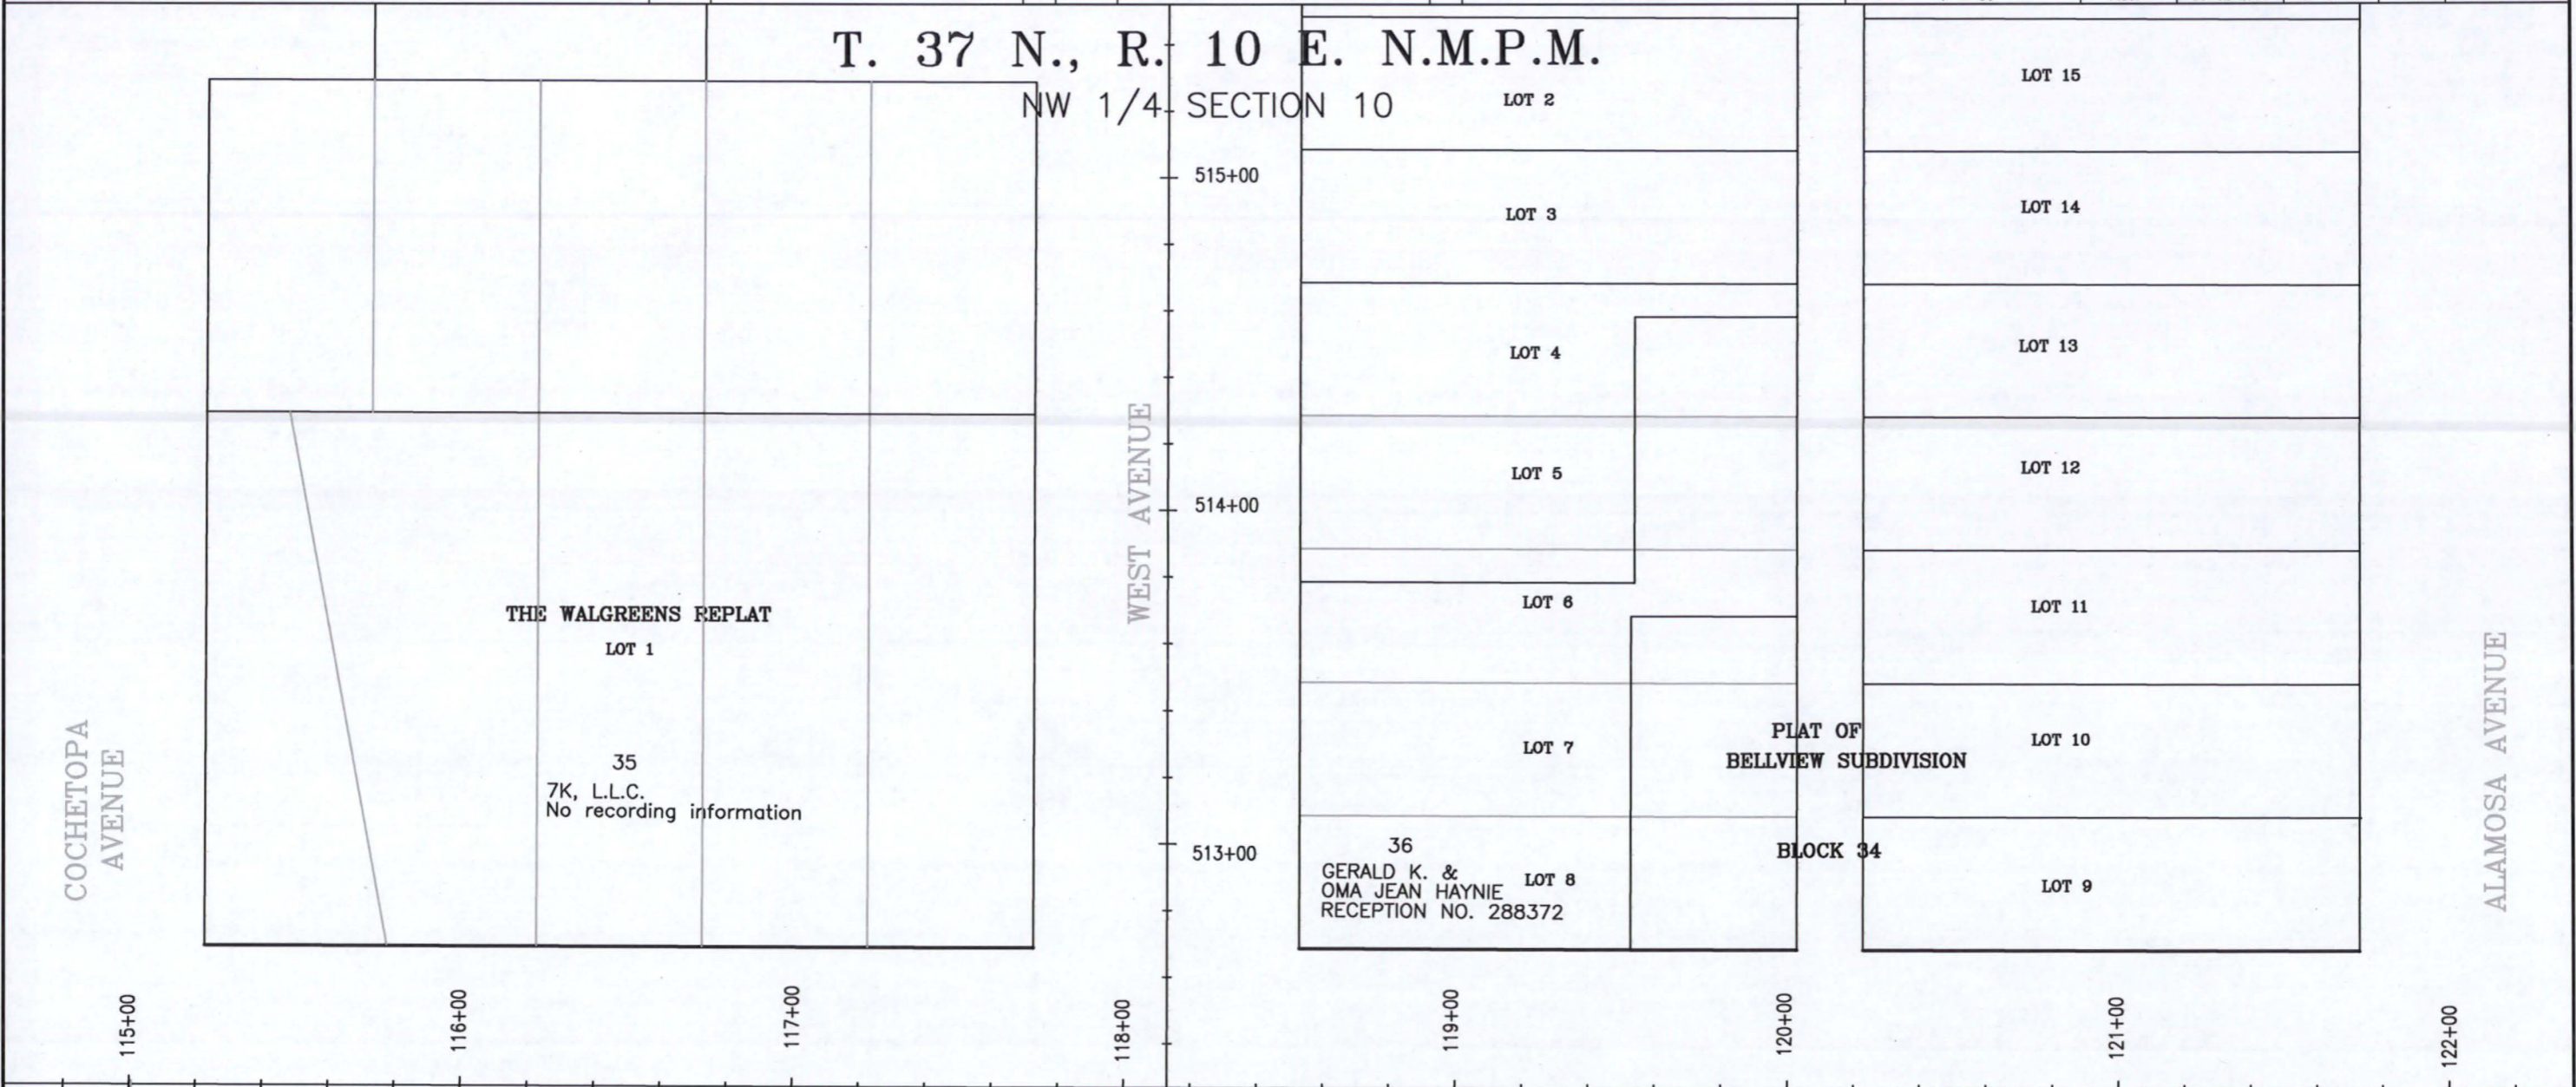 T. 37 N., R. 10 E. N.M.P.M.
NW 1/4 SECTION 10
LOT 2
LOT 15
515+00
LOT 3
LOT 14
LOT 4
LOT 13
WEST AVENUE
LOT 5
LOT 12
514+00
LOT 6
LOT 11
THE WALGREENS REPLAT
LOT 1
35
7K, L.L.C.
No recording information
COCHETOPA
AVENUE
LOT 7
PLAT OF
BELLVIEW SUBDIVISION
LOT 10
ALAMOSA AVENUE
513+00
36
GERALD K. &
OMA JEAN HAYNIE
RECEPTION NO. 288372
LOT 8
BLOCK 34
LOT 9
115+00
116+00
117+00
118+00
119+00
120+00
121+00
122+00